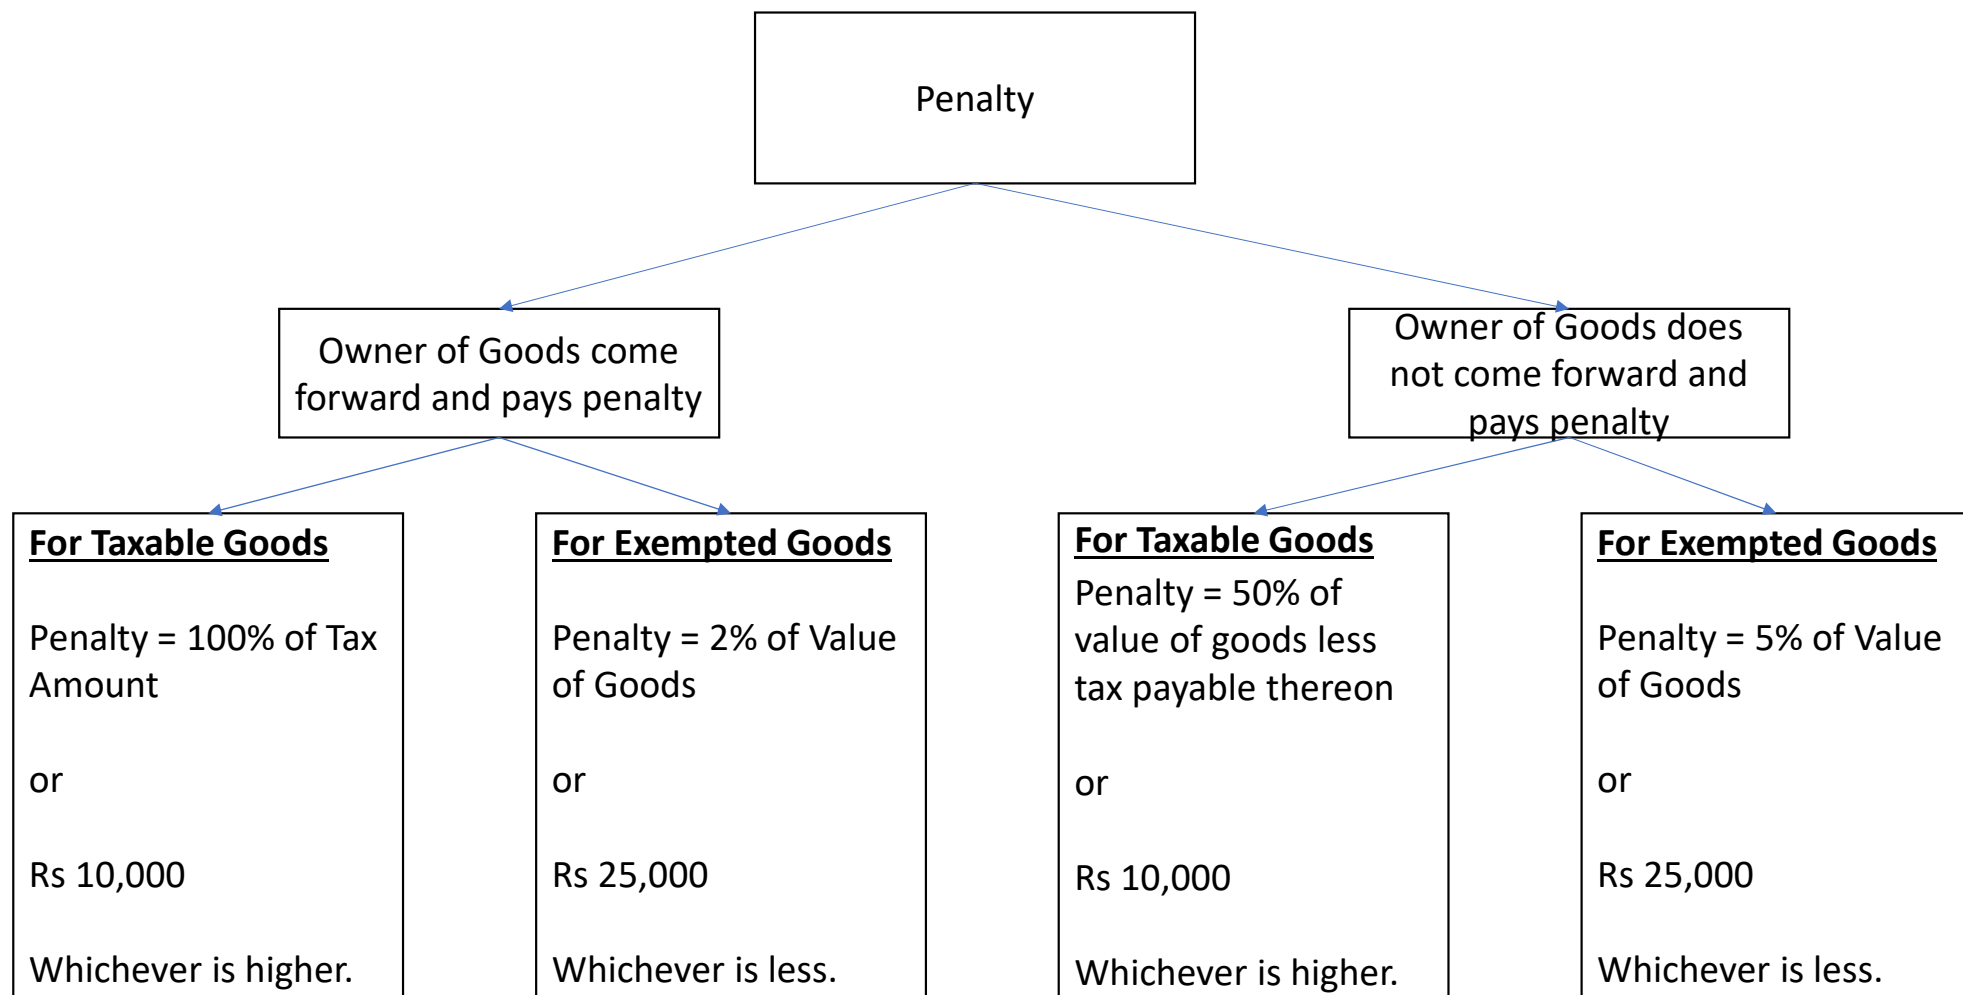 Penalty
Owner of Goods come
forward and pays penalty
Owner of Goods does
not come forward and
pays penalty
For Taxable Goods
Penalty = 100% of Tax
Amount
or
Rs 10,000
Whichever is higher.
For Exempted Goods
Penalty = 2% of Value
of Goods
or
Rs 25,000
Whichever is less.
For Taxable Goods
Penalty = 50% of
value of goods less
tax payable thereon
or
Rs 10,000
Whichever is higher.
For Exempted Goods
Penalty = 5% of Value
of Goods
or
Rs 25,000
Whichever is less.